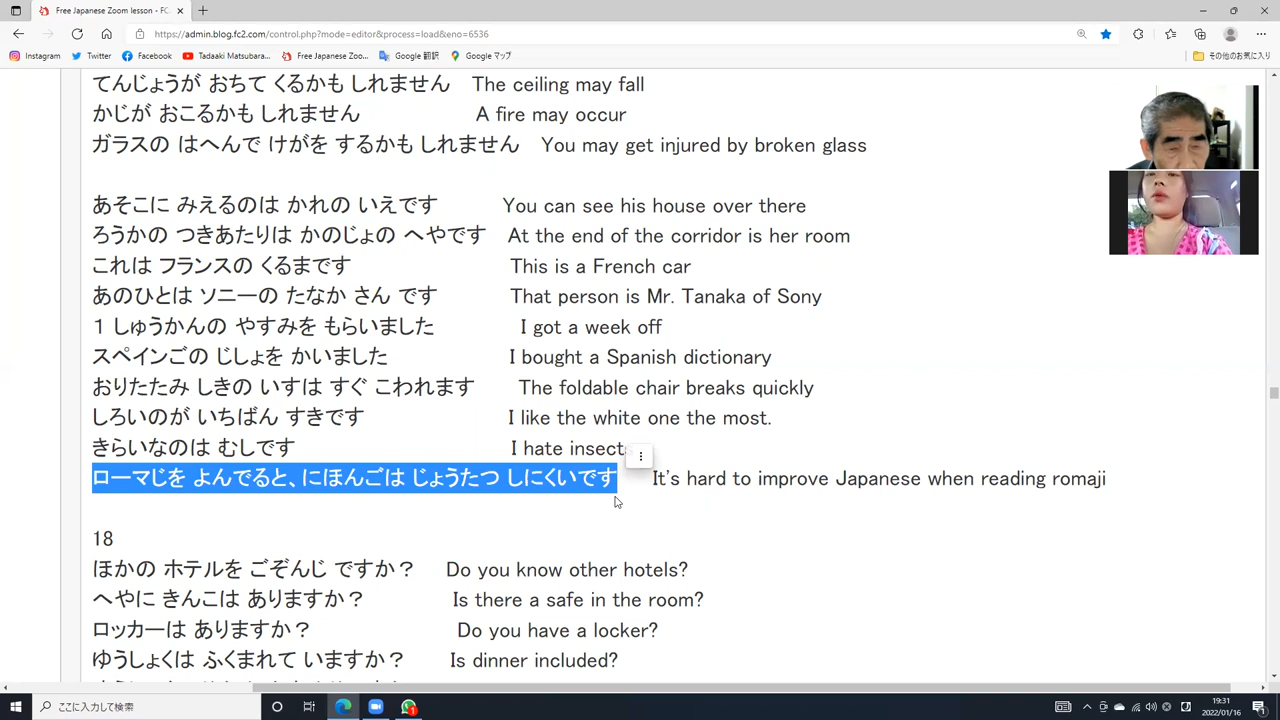 Free Japanese Zoom lesson - FC2
https://admin.blog.fc2.com/control.php?mode=editor&process=load&eno=6536
Instagram Twitter Facebook Tadaaki Matsubara... Free Japanese Zoo... Google 翻訳 Google マップ その他のお気に入り
てんじょうが おちて くるかも しれません The ceiling may fall
かじが おこるかも しれません A fire may occur
ガラスの はへんで けがを するかも しれません You may get injured by broken glass
あそこに みえるのは かれの いえです You can see his house over there
ろうかの つきあたりは かのじょの へやです At the end of the corridor is her room
これは フランスの くるまです This is a French car
あのひとは ソニーの たなか さん です That person is Mr. Tanaka of Sony
1 しゅうかんの やすみを もらいました I got a week off
スペインごの じしょを かいました I bought a Spanish dictionary
おりたたみ しきの いすは すぐ こわれます The foldable chair breaks quickly
しろいのが いちばん すきです I like the white one the most.
きらいなのは むしです I hate insects
ローマじを よんでると、にほんごは じょうたつ しにくいです It's hard to improve Japanese when reading romaji
18
ほかの ホテルを ごぞんじ ですか？ Do you know other hotels?
へやに きんこは ありますか？ Is there a safe in the room?
ロッカーは ありますか？ Do you have a locker?
ゆうしょくは ふくまれて いますか？ Is dinner included?
ここに入力して検索
19:31
2022/01/16